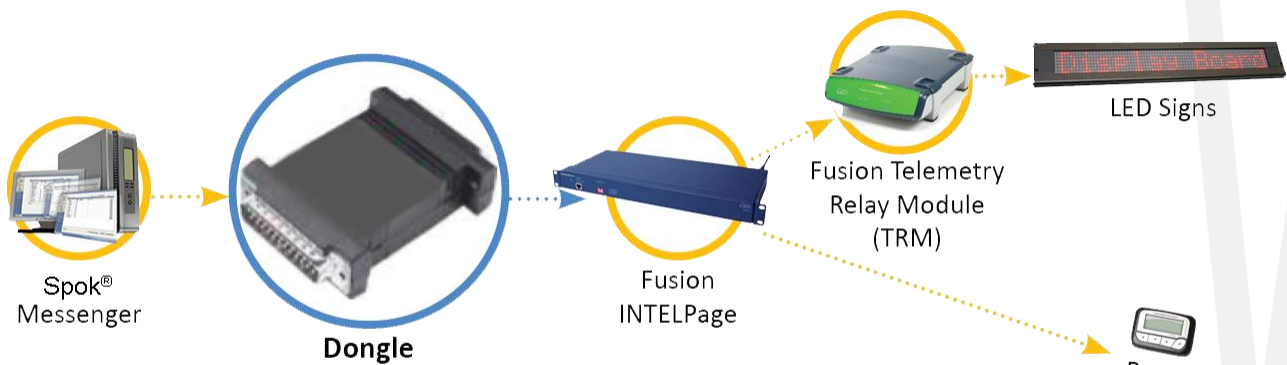 Display Board
LED Signs
Fusion Telemetry
Relay Module
(TRM)
Spok®
Messenger
Fusion
INTELPage
Dongle